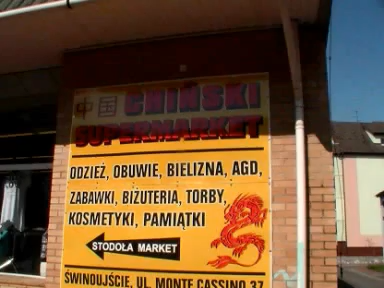 中国 CHIŃSKI
SUPERMARKET
ODZIEŻ, OBUWIE, BIELIZNA, AGD,
ZABAWKI, BIŻUTERIA, TORBY,
KOSMETYKI, PAMIĄTKI
STODOŁA MARKET
ŚWINOUJŚCIE, UL. MONTE CASSINO 37